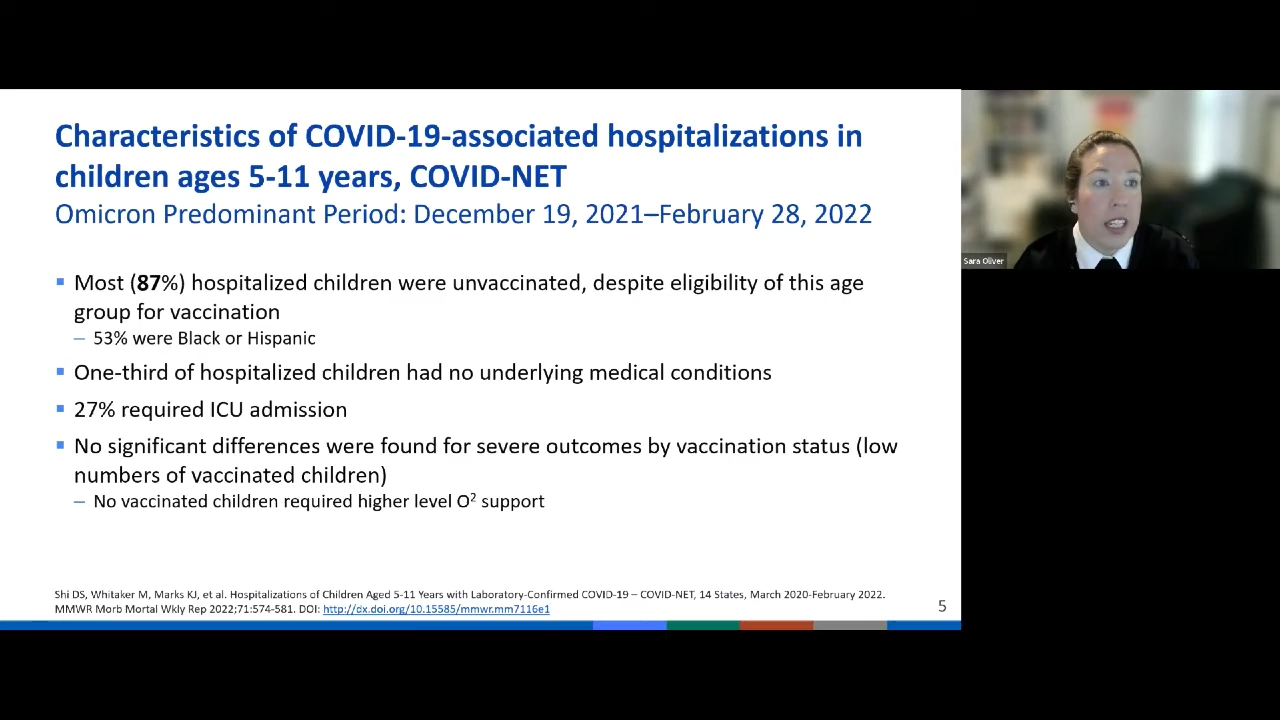 Characteristics of COVID-19-associated hospitalizations in
children ages 5-11 years, COVID-NET
Omicron Predominant Period: December 19, 2021–February 28, 2022
▪ Most (87%) hospitalized children were unvaccinated, despite eligibility of this age
group for vaccination
– 53% were Black or Hispanic
▪ One-third of hospitalized children had no underlying medical conditions
▪ 27% required ICU admission
▪ No significant differences were found for severe outcomes by vaccination status (low
numbers of vaccinated children)
– No vaccinated children required higher level O² support
Shi DS, Whitaker M, Marks KJ, et al. Hospitalizations of Children Aged 5-11 Years with Laboratory-Confirmed COVID-19 – COVID-NET, 14 States, March 2020-February 2022.
MMWR Morb Mortal Wkly Rep 2022;71:574-581. DOI: http://dx.doi.org/10.15585/mmwr.mm7116e1
5
Sara Oliver